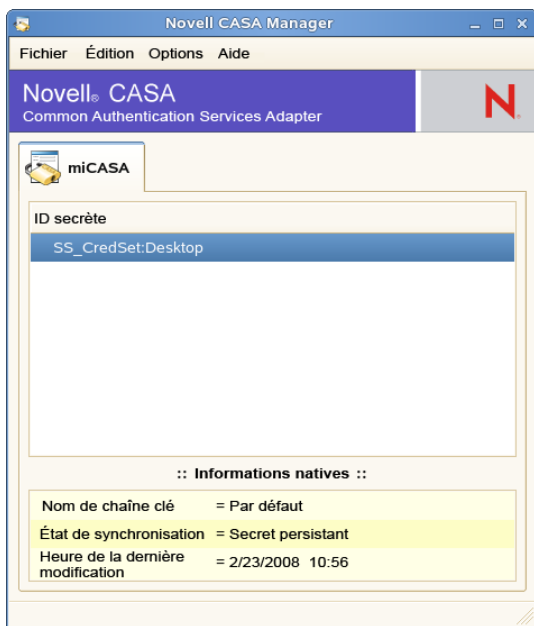 Novell CASA Manager
Fichier Édition Options Aide
Novell® CASA
Common Authentication Services Adapter
N
miCASA
ID secrète
SS_CredSet:Desktop
:: Informations natives ::
Nom de chaîne clé = Par défaut
État de synchronisation = Secret persistant
Heure de la dernière modification = 2/23/2008 10:56